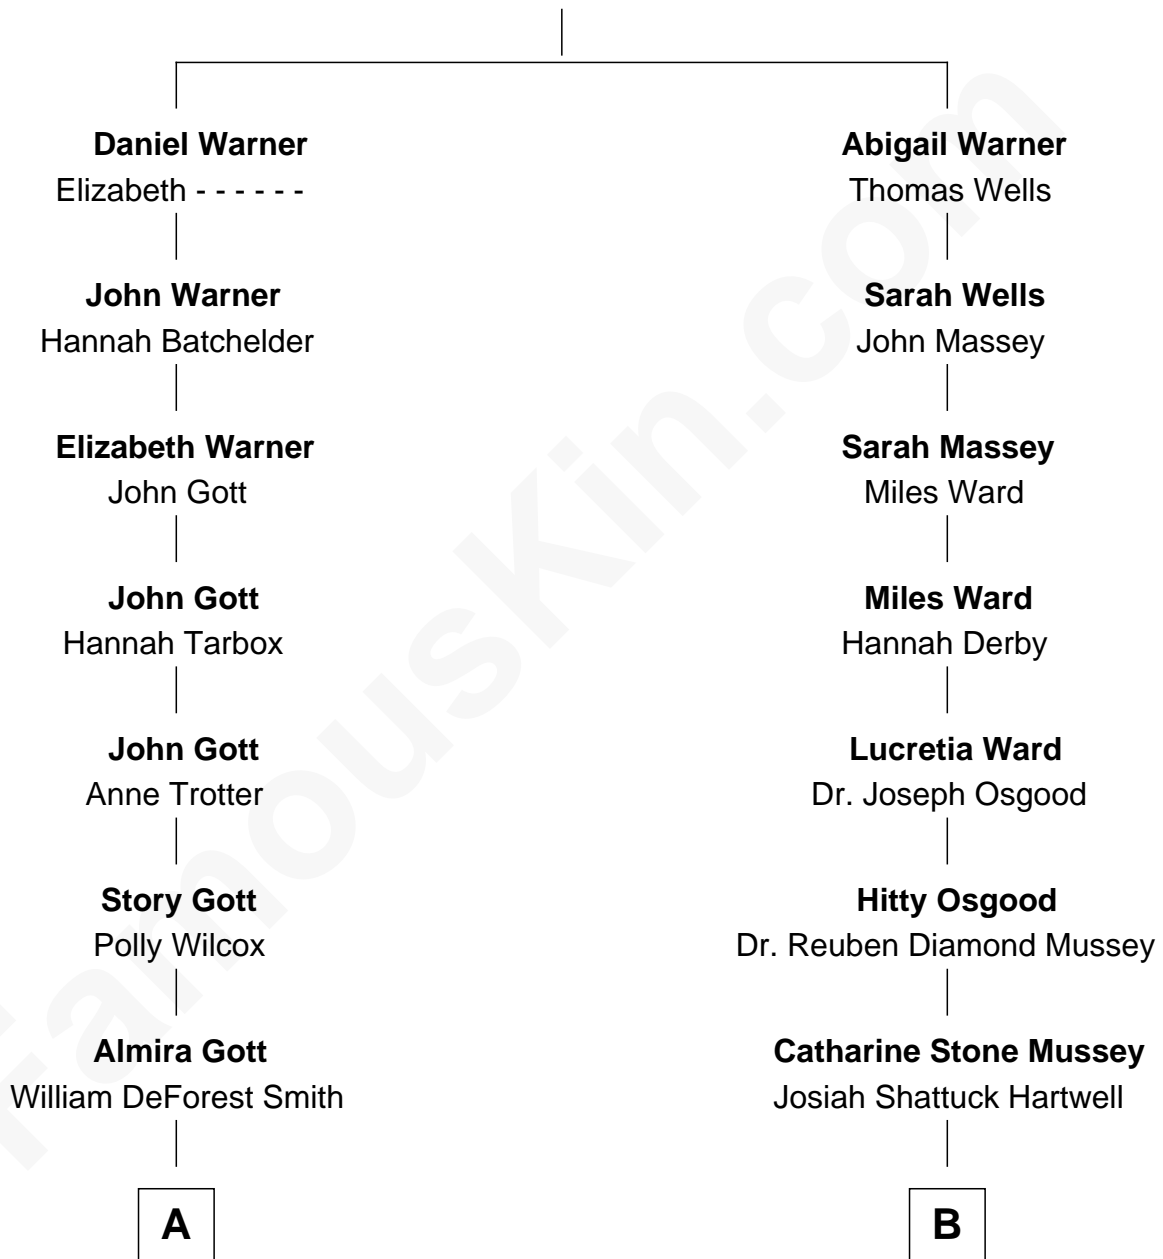 Daniel Warner
Elizabeth - - - - - -
John Warner
Hannah Batchelder
Elizabeth Warner
John Gott
John Gott
Hannah Tarbox
John Gott
Anne Trotter
Story Gott
Polly Wilcox
Almira Gott
William DeForest Smith
A
Abigail Warner
Thomas Wells
Sarah Wells
John Massey
Sarah Massey
Miles Ward
Miles Ward
Hannah Derby
Lucretia Ward
Dr. Joseph Osgood
Hitty Osgood
Dr. Reuben Diamond Mussey
Catharine Stone Mussey
Josiah Shattuck Hartwell
B
FamousKin.com